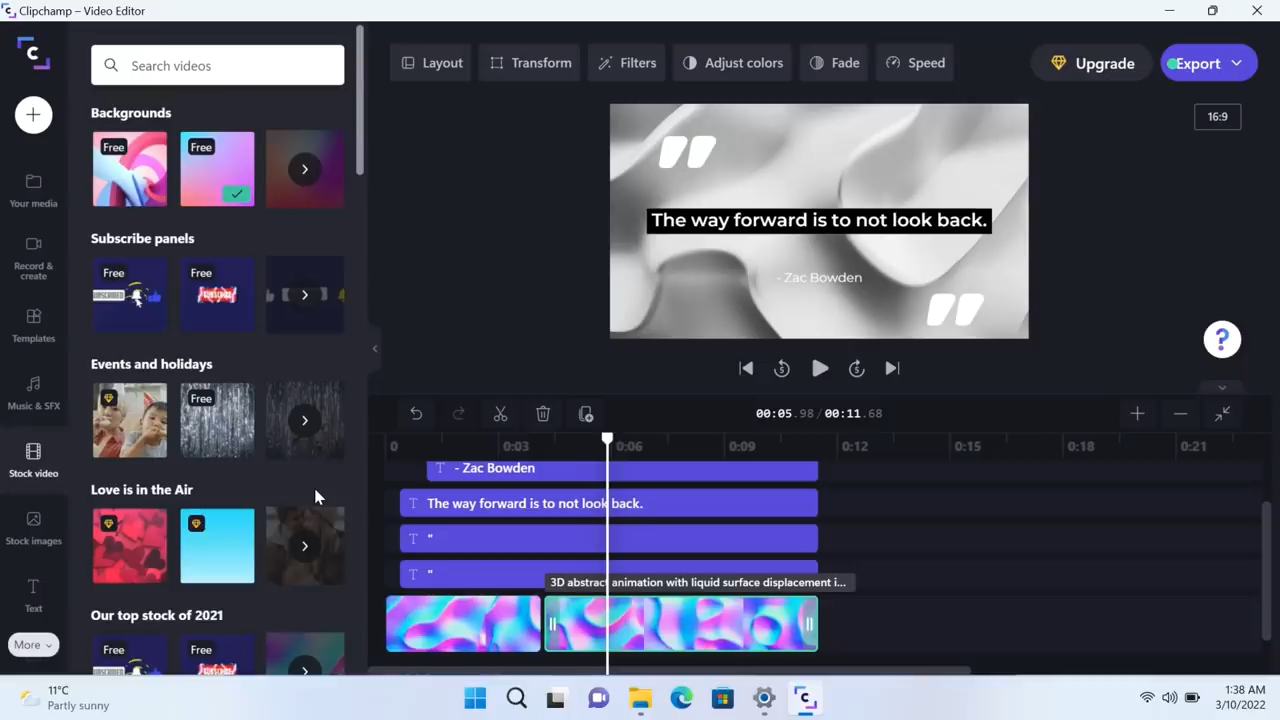 Clipchamp – Video Editor
Search videos
Layout
Transform
Filters
Adjust colors
Fade
Speed
Upgrade
Export
16:9
Your media
Record &
create
Templates
Music & SFX
Stock video
Stock images
Text
More
Backgrounds
Free
Free
Subscribe panels
Free
Free
SUBSCRIBE
Events and holidays
Free
Love is in the Air
Our top stock of 2021
Free
Free
The way forward is to not look back.
- Zac Bowden
5
5
00:05.98 / 00:11.68
0
0:03
0:06
0:09
0:12
0:15
0:18
0:21
T - Zac Bowden
T The way forward is to not look back.
T "
T "
3D abstract animation with liquid surface displacement i...
11°C
Partly sunny
1:38 AM
3/10/2022